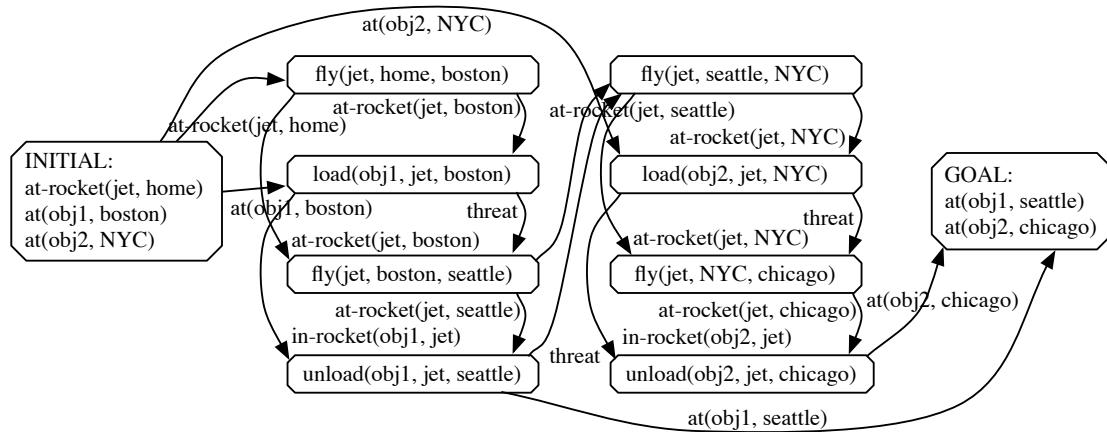 at(obj2, NYC)
fly(jet, home, boston)
fly(jet, seattle, NYC)
at-rocket(jet, boston)
at-rocket(jet, seattle)
at-rocket(jet, home)
at-rocket(jet, NYC)
INITIAL:
at-rocket(jet, home)
at(obj1, boston)
at(obj2, NYC)
load(obj1, jet, boston)
load(obj2, jet, NYC)
GOAL:
at(obj1, seattle)
at(obj2, chicago)
at(obj1, boston)
threat
threat
at-rocket(jet, boston)
at-rocket(jet, NYC)
fly(jet, boston, seattle)
fly(jet, NYC, chicago)
at-rocket(jet, seattle)
at-rocket(jet, chicago)
at(obj2, chicago)
in-rocket(obj1, jet)
threat
in-rocket(obj2, jet)
unload(obj1, jet, seattle)
unload(obj2, jet, chicago)
at(obj1, seattle)